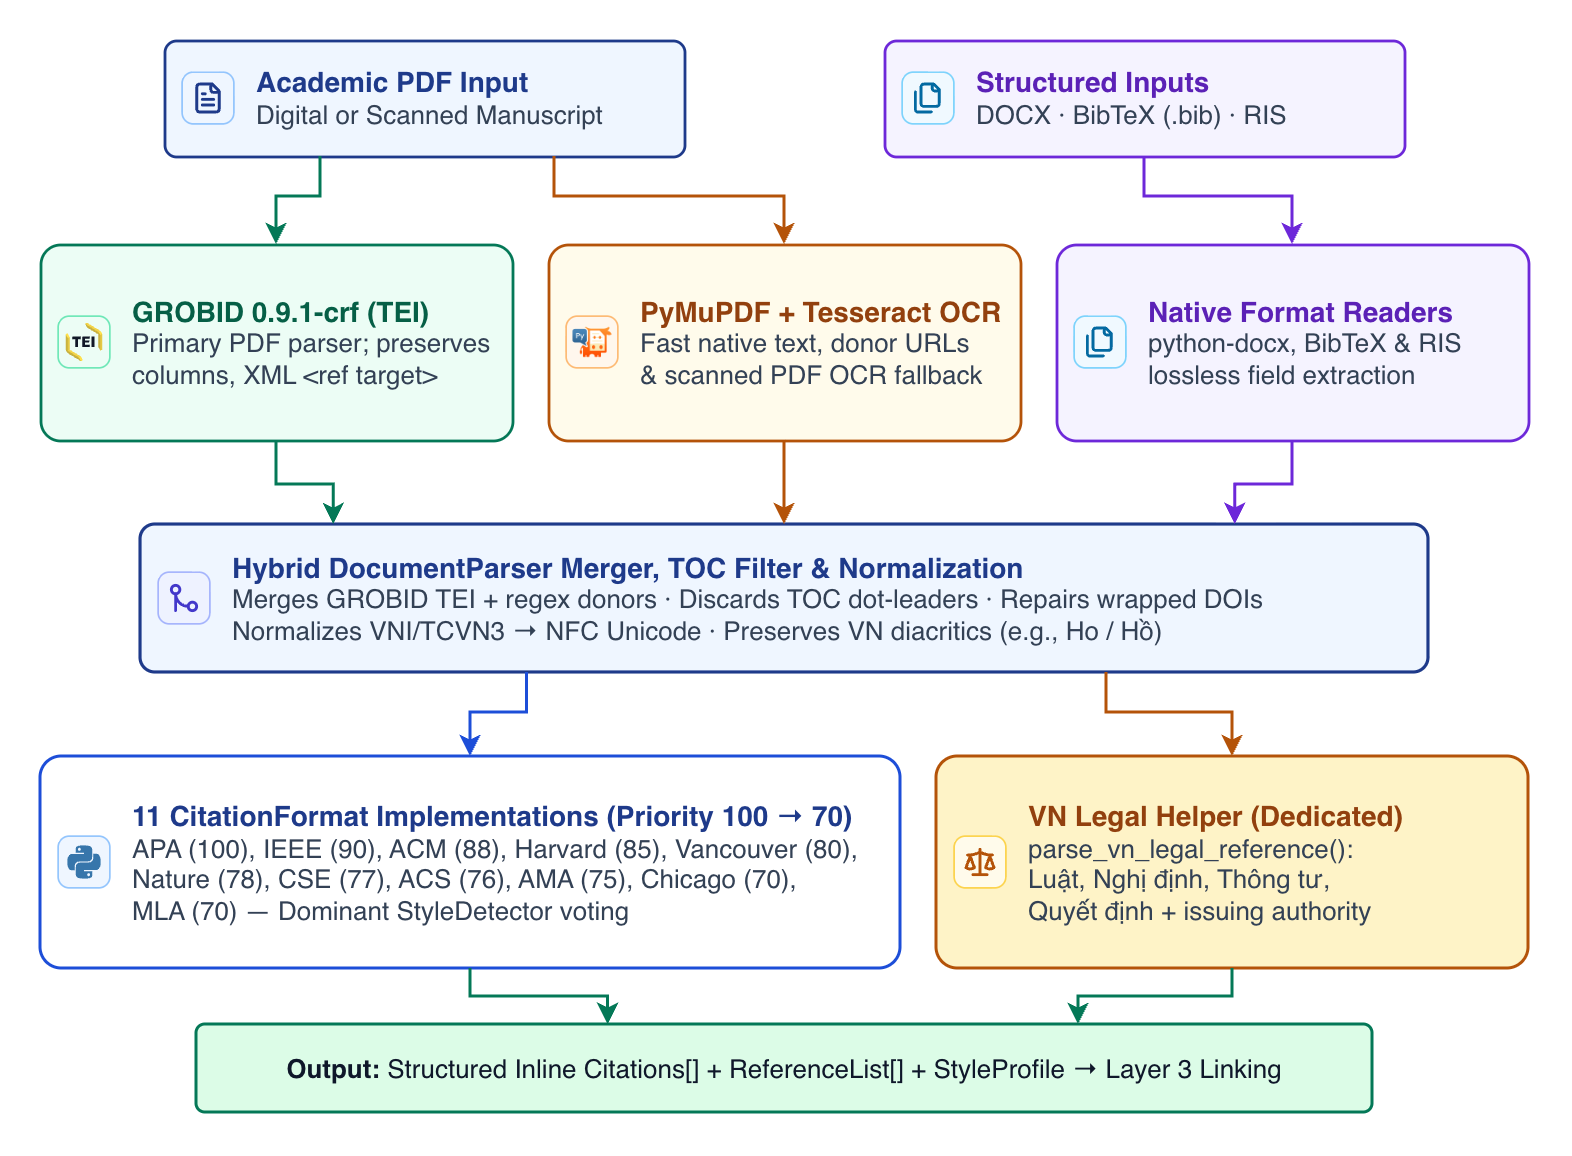 Academic PDF Input
Digital or Scanned Manuscript
Structured Inputs
DOCX · BibTeX (.bib) · RIS
TEI
GROBID 0.9.1-crf (TEI)
Primary PDF parser; preserves
columns, XML <ref target>
Py
PyMuPDF + Tesseract OCR
Fast native text, donor URLs
& scanned PDF OCR fallback
Native Format Readers
python-docx, BibTeX & RIS
lossless field extraction
Hybrid DocumentParser Merger, TOC Filter & Normalization
Merges GROBID TEI + regex donors · Discards TOC dot-leaders · Repairs wrapped DOIs
Normalizes VNI/TCVN3 → NFC Unicode · Preserves VN diacritics (e.g., Ho / Hồ)
11 CitationFormat Implementations (Priority 100 → 70)
APA (100), IEEE (90), ACM (88), Harvard (85), Vancouver (80),
Nature (78), CSE (77), ACS (76), AMA (75), Chicago (70),
MLA (70) — Dominant StyleDetector voting
VN Legal Helper (Dedicated)
parse_vn_legal_reference():
Luật, Nghị định, Thông tư,
Quyết định + issuing authority
Output: Structured Inline Citations[] + ReferenceList[] + StyleProfile → Layer 3 Linking